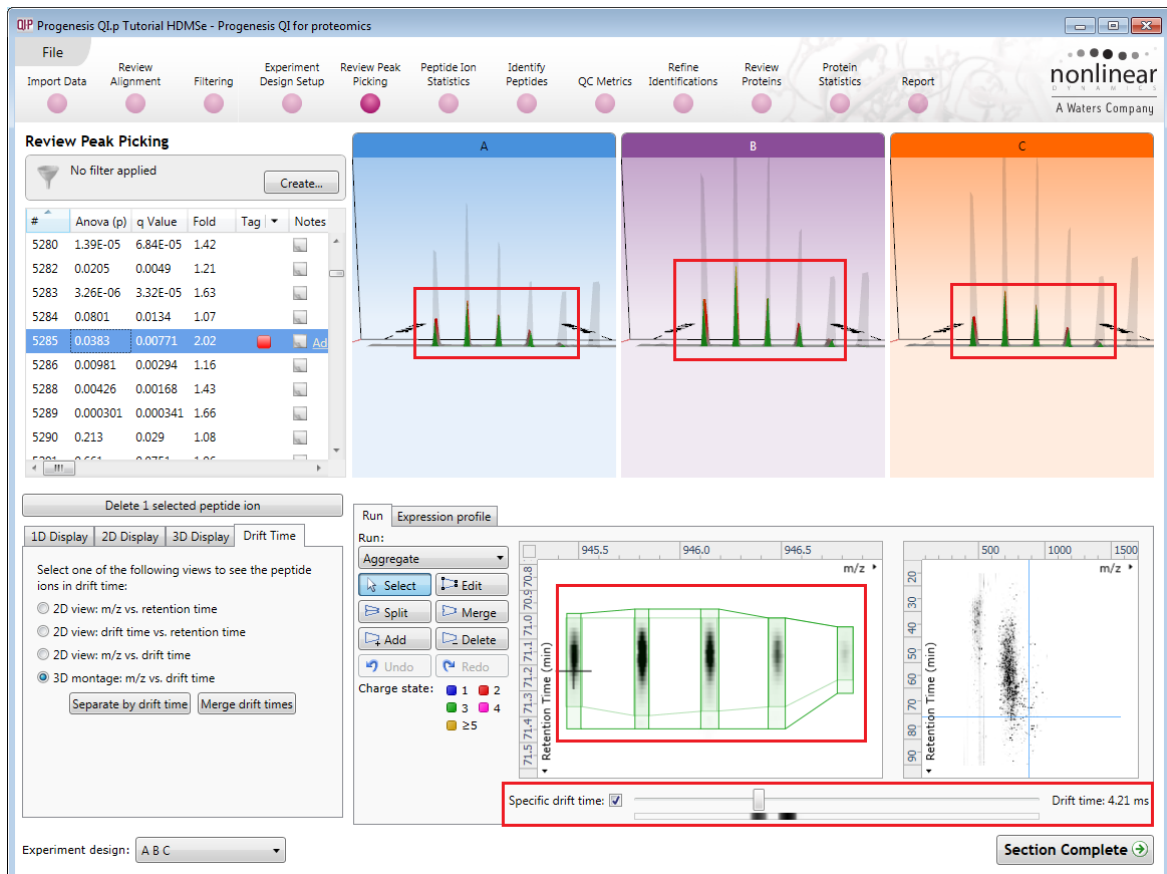 Progenesis QI.p Tutorial HDMSe - Progenesis QI for proteomics
File
Import Data
Review Alignment
Filtering
Experiment Design Setup
Review Peak Picking
Peptide Ion Statistics
Identify Peptides
QC Metrics
Refine Identifications
Review Proteins
Protein Statistics
Report
nonlinear
DYNAMICS
A Waters Company
Review Peak Picking
No filter applied
Create...
# Anova (p) q Value Fold Tag Notes
5280 1.39E-05 6.84E-05 1.42
5282 0.0205 0.0049 1.21
5283 3.26E-06 3.32E-05 1.63
5284 0.0801 0.0134 1.07
5285 0.0383 0.00771 2.02 Ad
5286 0.00981 0.00294 1.16
5288 0.00426 0.00168 1.43
5289 0.000301 0.000341 1.66
5290 0.213 0.029 1.08
A
B
C
Delete 1 selected peptide ion
1D Display 2D Display 3D Display Drift Time
Select one of the following views to see the peptide
ions in drift time:
2D view: m/z vs. retention time
2D view: drift time vs. retention time
2D view: m/z vs. drift time
3D montage: m/z vs. drift time
Separate by drift time Merge drift times
Run Expression profile
Run:
Aggregate
Select Edit
Split Merge
Add Delete
Undo Redo
Charge state: 1 2
3 4
≥5
945.5 946.0 946.5
m/z
70.8 70.9 71.0 71.1 71.2 71.3 71.4 71.5
Retention Time (min)
500 1000 1500
m/z
20 30 40 50 60 70 80 90
Retention Time (min)
Specific drift time: Drift time: 4.21 ms
Experiment design: A B C
Section Complete